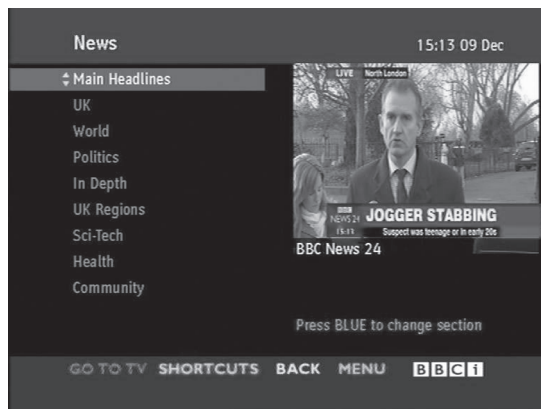 News
15:13 09 Dec
Main Headlines
UK
World
Politics
In Depth
UK Regions
Sci-Tech
Health
Community
LIVE North London
BBC
NEWS 24 JOGGER STABBING
15:13 Suspect was teenage or in early 20s
BBC News 24
Press BLUE to change section
GO TO TV SHORTCUTS BACK MENU BBCi